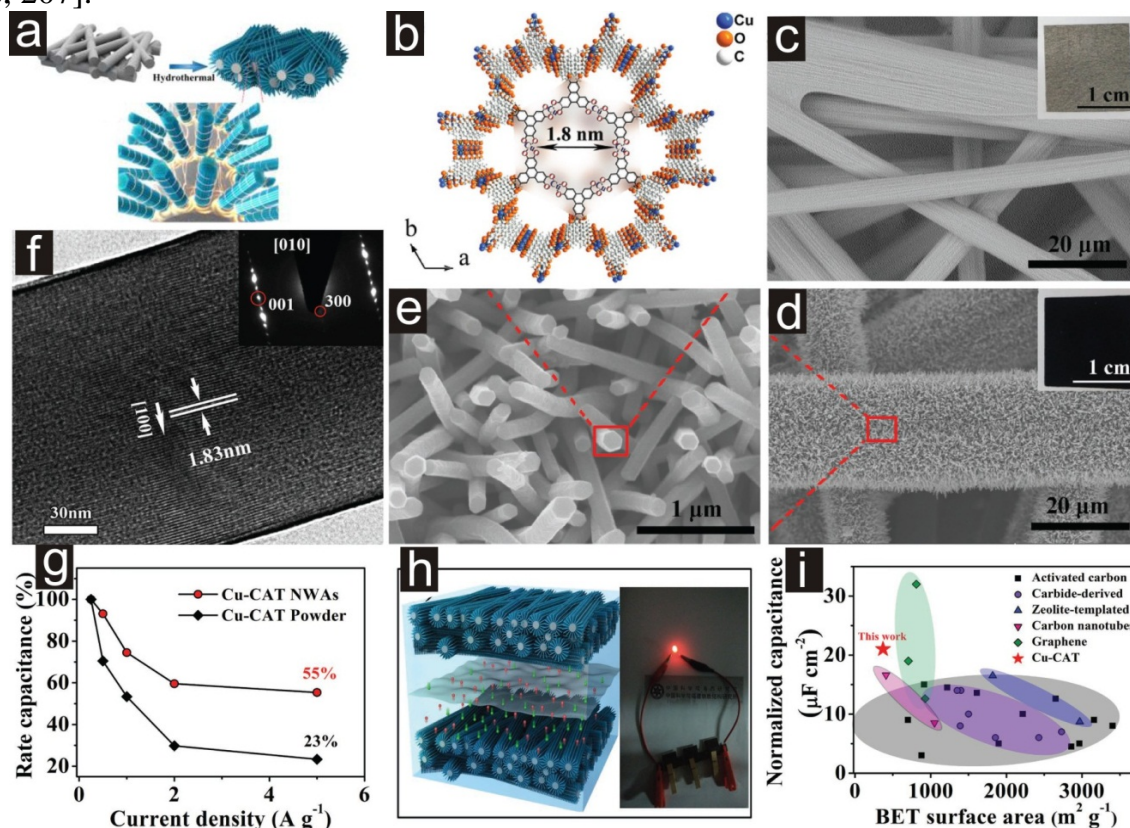 , 207].
a
Hydrothermal
b
Cu
O
C
1.8 nm
b
a
c
1 cm
20 µm
f
[010]
001
300
[100]
1.83nm
30nm
e
1 µm
d
1 cm
20 µm
g
Rate capacitance (%)
100
80
60
40
20
Cu-CAT NWAs
Cu-CAT Powder
55%
23%
0
2
4
6
Current density (A g⁻¹)
h
i
Normalized capacitance
(µF cm⁻²)
30
20
10
0
This work
Activated carbon
Carbide-derived
Zeolite-templated
Carbon nanotubes
Graphene
Cu-CAT
0
1000
2000
3000
BET surface area (m² g⁻¹)